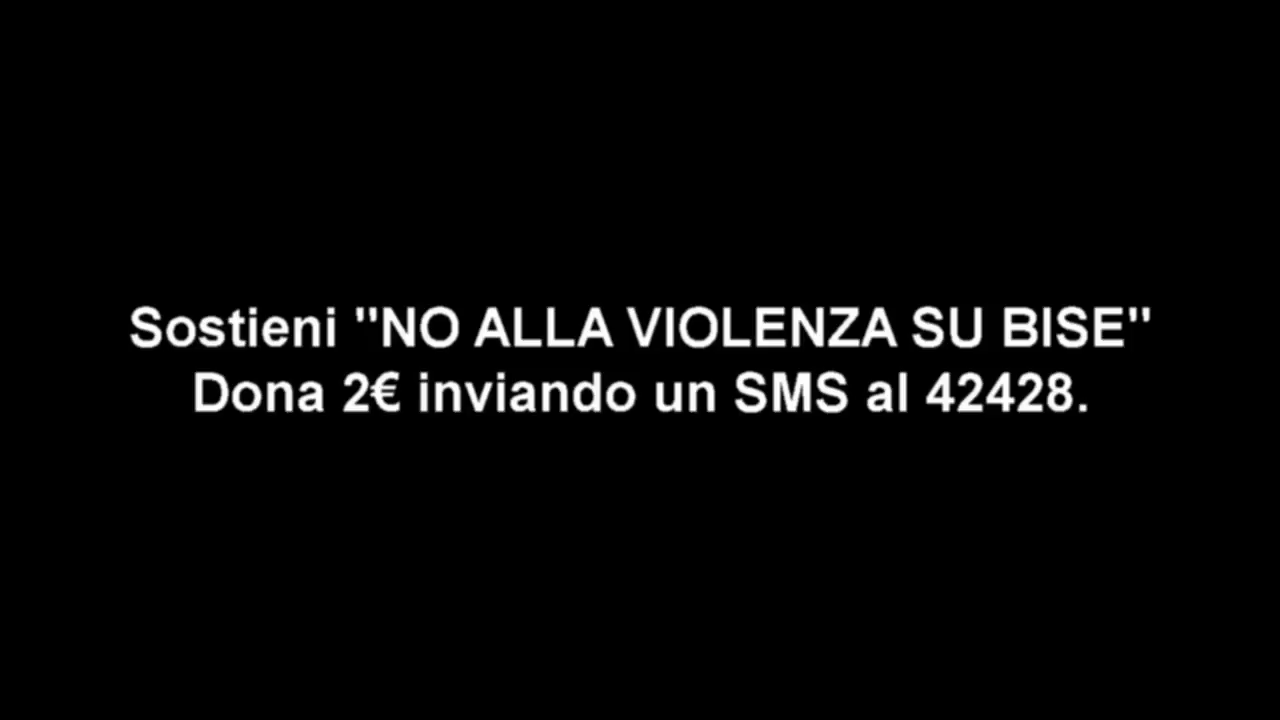 Sostieni "NO ALLA VIOLENZA SU BISE"
Dona 2€ inviando un SMS al 42428.